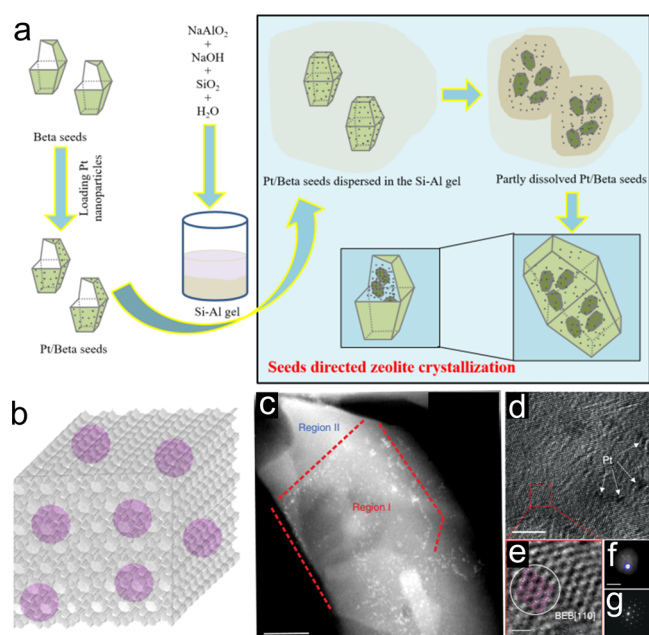 a
NaAlO₂
+
NaOH
+
SiO₂
+
H₂O
Beta seeds
Loading Pt
nanoparticles
Pt/Beta seeds
Si-Al gel
Pt/Beta seeds dispersed in the Si-Al gel
Partly dissolved Pt/Beta seeds
Seeds directed zeolite crystallization
b
c
Region II
Region I
d
Pt
e
BEB[110]
f
g